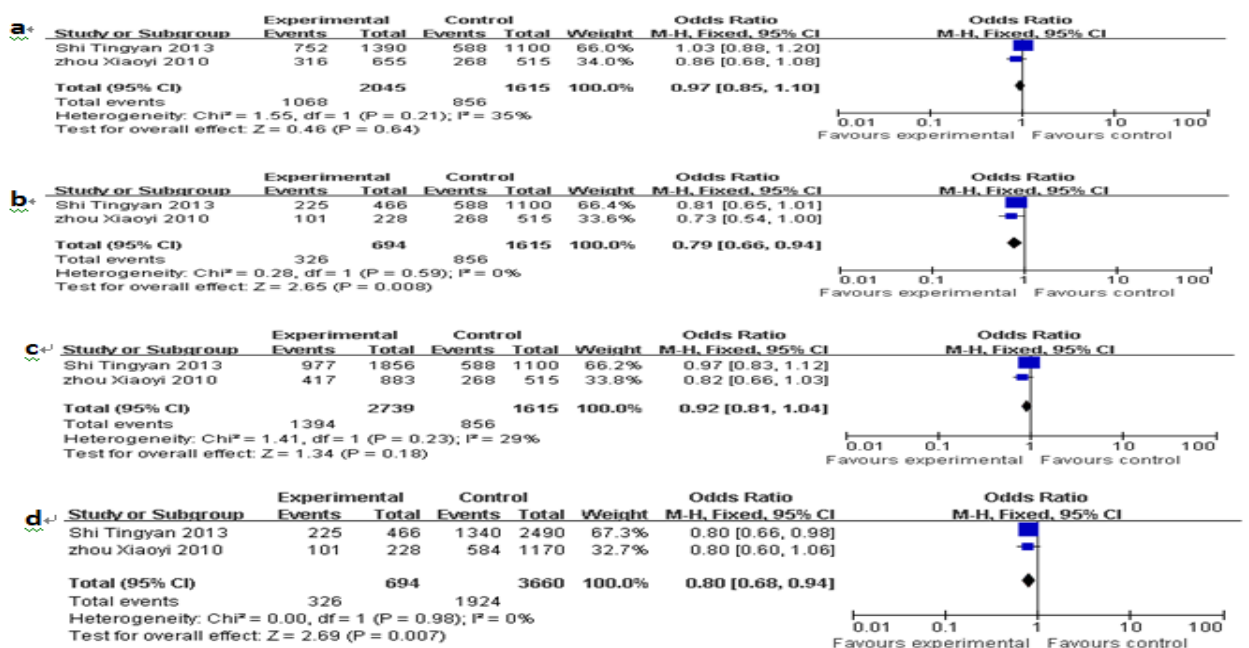 a
Experimental Control Odds Ratio Odds Ratio
Study or Subgroup Events Total Events Total Weight M-H, Fixed, 95% CI M-H, Fixed, 95% CI
Shi Tingyan 2013 752 1390 588 1100 66.0% 1.03 [0.88, 1.20]
zhou Xiaoyi 2010 316 655 268 515 34.0% 0.86 [0.68, 1.08]
Total (95% CI) 2045 1615 100.0% 0.97 [0.85, 1.10]
Total events 1068 856
Heterogeneity: Chi² = 1.55, df = 1 (P = 0.21); I² = 35%
Test for overall effect: Z = 0.46 (P = 0.64)
0.01 0.1 1 10 100
Favours experimental Favours control
b
Experimental Control Odds Ratio Odds Ratio
Study or Subgroup Events Total Events Total Weight M-H, Fixed, 95% CI M-H, Fixed, 95% CI
Shi Tingyan 2013 225 466 588 1100 66.4% 0.81 [0.65, 1.01]
zhou Xiaoyi 2010 101 228 268 515 33.6% 0.73 [0.54, 1.00]
Total (95% CI) 694 1615 100.0% 0.79 [0.66, 0.94]
Total events 326 856
Heterogeneity: Chi² = 0.28, df = 1 (P = 0.59); I² = 0%
Test for overall effect: Z = 2.65 (P = 0.008)
0.01 0.1 1 10 100
Favours experimental Favours control
c
Experimental Control Odds Ratio Odds Ratio
Study or Subgroup Events Total Events Total Weight M-H, Fixed, 95% CI M-H, Fixed, 95% CI
Shi Tingyan 2013 977 1856 588 1100 66.2% 0.97 [0.83, 1.12]
zhou Xiaoyi 2010 417 883 268 515 33.8% 0.82 [0.66, 1.03]
Total (95% CI) 2739 1615 100.0% 0.92 [0.81, 1.04]
Total events 1394 856
Heterogeneity: Chi² = 1.41, df = 1 (P = 0.23); I² = 29%
Test for overall effect: Z = 1.34 (P = 0.18)
0.01 0.1 1 10 100
Favours experimental Favours control
d
Experimental Control Odds Ratio Odds Ratio
Study or Subgroup Events Total Events Total Weight M-H, Fixed, 95% CI M-H, Fixed, 95% CI
Shi Tingyan 2013 225 466 1340 2490 67.3% 0.80 [0.66, 0.98]
zhou Xiaoyi 2010 101 228 584 1170 32.7% 0.80 [0.60, 1.06]
Total (95% CI) 694 3660 100.0% 0.80 [0.68, 0.94]
Total events 326 1924
Heterogeneity: Chi² = 0.00, df = 1 (P = 0.98); I² = 0%
Test for overall effect: Z = 2.69 (P = 0.007)
0.01 0.1 1 10 100
Favours experimental Favours control